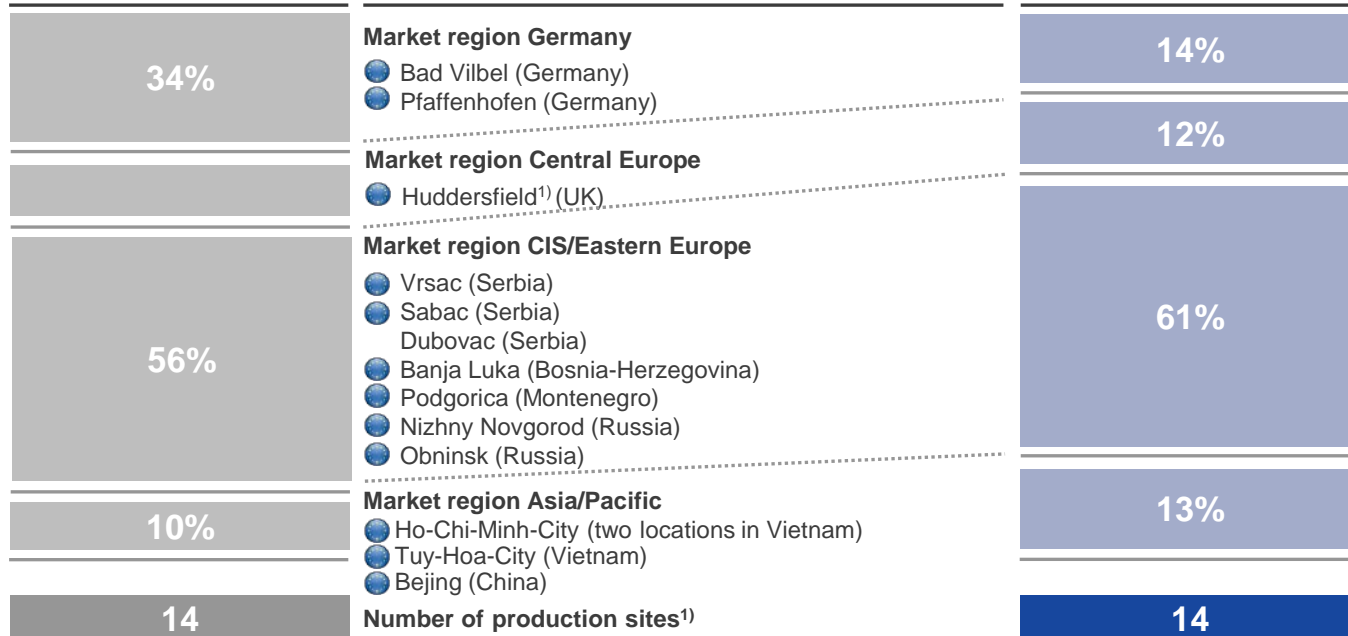 34%
Market region Germany
Bad Vilbel (Germany)
Pfaffenhofen (Germany)
14%
12%
Market region Central Europe
Huddersfield1) (UK)
56%
Market region CIS/Eastern Europe
Vrsac (Serbia)
Sabac (Serbia)
Dubovac (Serbia)
Banja Luka (Bosnia-Herzegovina)
Podgorica (Montenegro)
Nizhny Novgorod (Russia)
Obninsk (Russia)
61%
10%
Market region Asia/Pacific
Ho-Chi-Minh-City (two locations in Vietnam)
Tuy-Hoa-City (Vietnam)
Bejing (China)
13%
14
Number of production sites1)
14